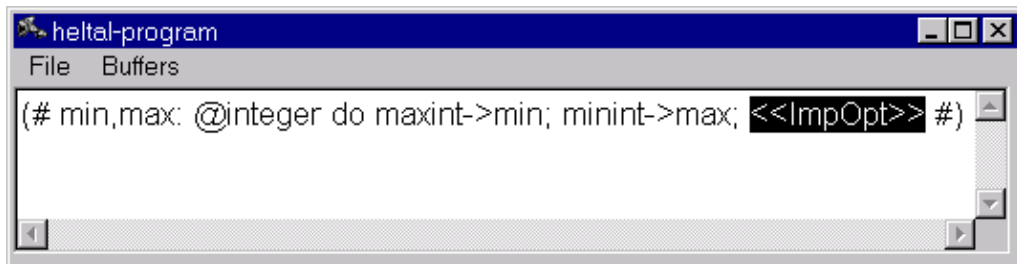 heltal-program
File Buffers
(# min,max: @integer do maxint->min; minint->max; <<ImpOpt>> #)